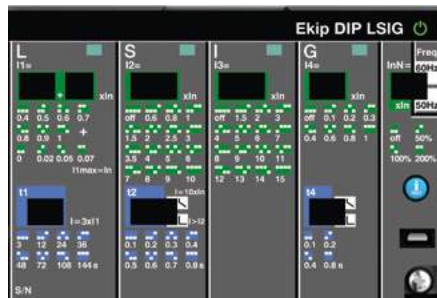 Ekip DIP LSIG
L S I G
I1= I2= I3= I4= InN= Freq
60Hz
50Hz
xIn xIn xIn xIn xIn
0.4 0.5 0.6 0.7
0.8 0.9 1 +
0 0.02 0.05 0.07
I1max=In
off 0.6 0.8 1
1.5 2 2.5 3
3.5 4 5 6
7 8 9 10
off 1.5 2 3
4 5 6 7
8 9 10 11
12 13 14 15
off 0.1 0.2 0.3
0.4 0.6 0.8 1
off 50%
100% 200%
t1
I=3xI1
3 12 24 36
48 72 108 144s
t2
I=10xIn
I>I2
0.1 0.2 0.3 0.4
0.5 0.6 0.7 0.8s
t4
0.1 0.2
0.4 0.8s
S/N